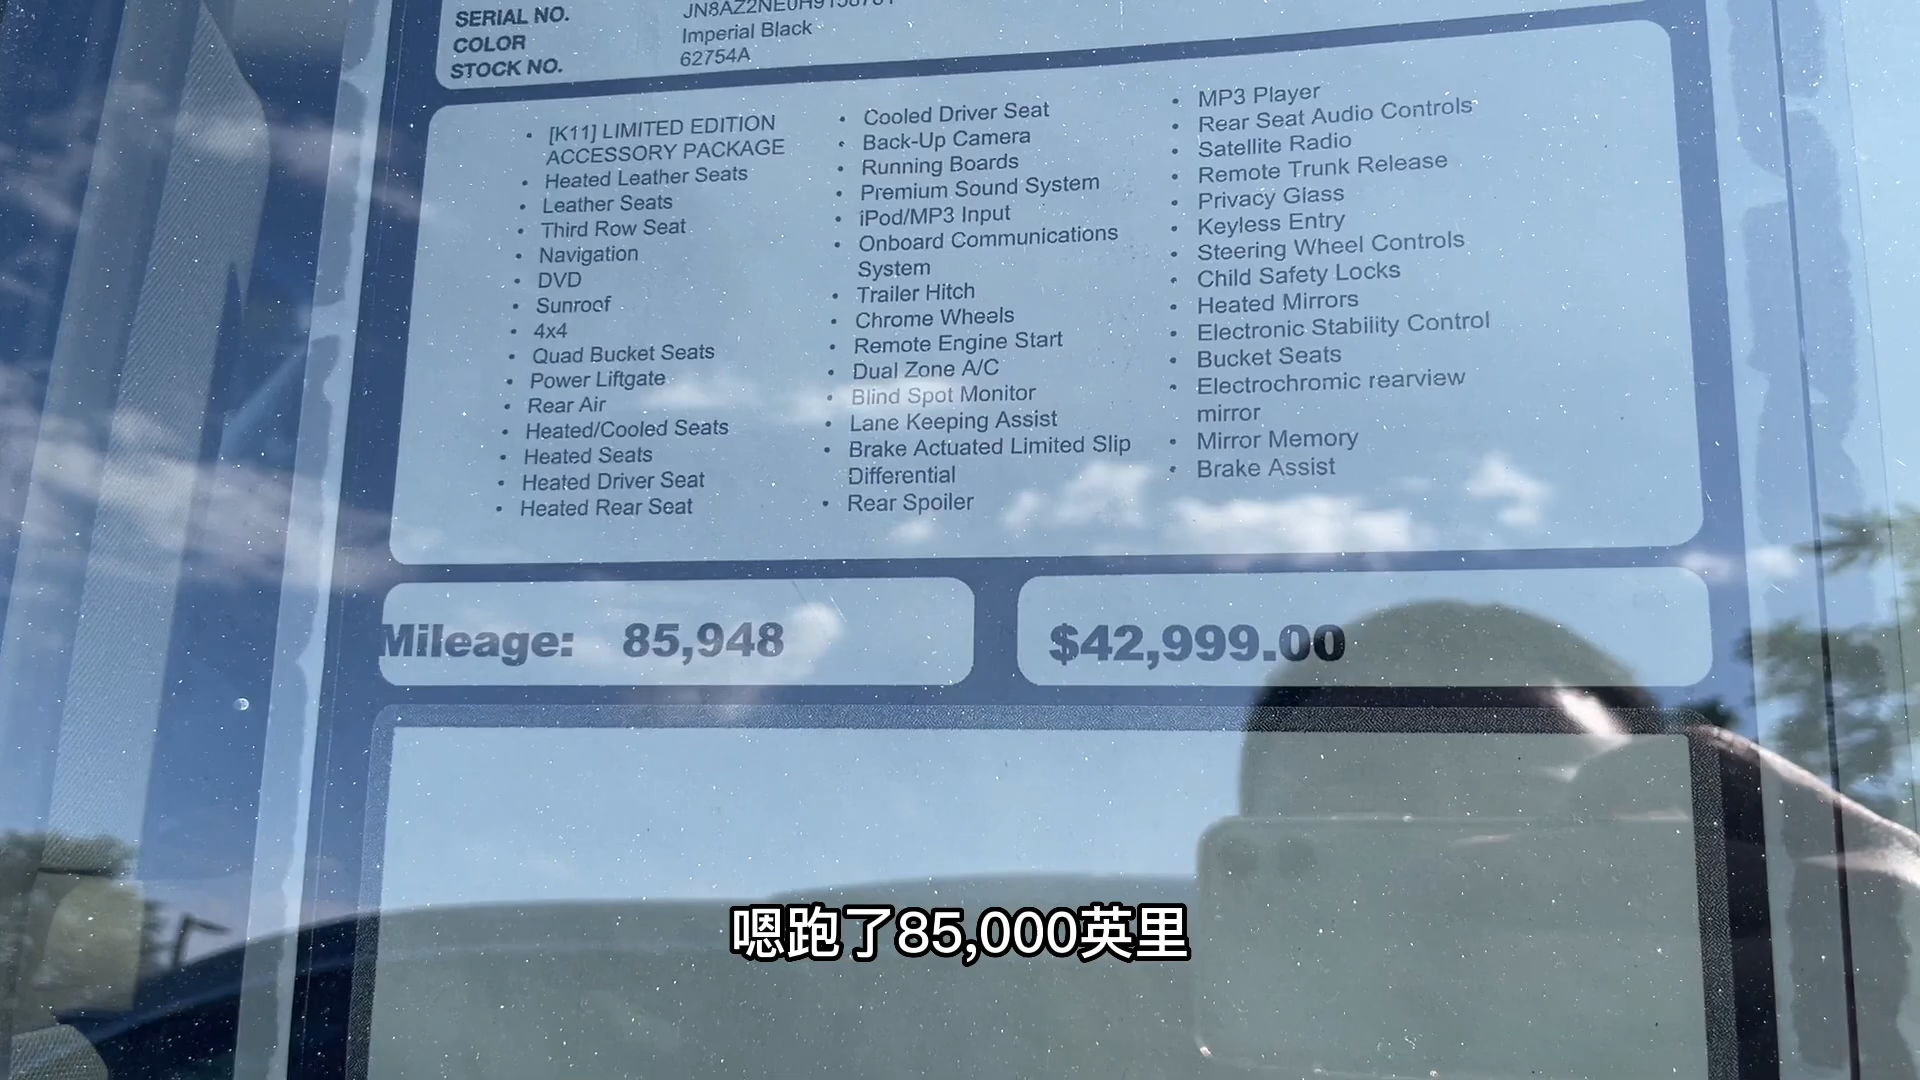 SERIAL NO.
COLOR Imperial Black
STOCK NO. 62754A
• [K11] LIMITED EDITION
ACCESSORY PACKAGE
• Heated Leather Seats
• Leather Seats
• Third Row Seat
• Navigation
• DVD
• Sunroof
• 4x4
• Quad Bucket Seats
• Power Liftgate
• Rear Air
• Heated/Cooled Seats
• Heated Seats
• Heated Driver Seat
• Heated Rear Seat
• Cooled Driver Seat
• Back-Up Camera
• Running Boards
• Premium Sound System
• iPod/MP3 Input
• Onboard Communications
System
• Trailer Hitch
• Chrome Wheels
• Remote Engine Start
• Dual Zone A/C
• Blind Spot Monitor
• Lane Keeping Assist
• Brake Actuated Limited Slip
Differential
• Rear Spoiler
• MP3 Player
• Rear Seat Audio Controls
• Satellite Radio
• Remote Trunk Release
• Privacy Glass
• Keyless Entry
• Steering Wheel Controls
• Child Safety Locks
• Heated Mirrors
• Electronic Stability Control
• Bucket Seats
• Electrochromic rearview
mirror
• Mirror Memory
• Brake Assist
Mileage: 85,948
$42,999.00
嗯跑了85,000英里